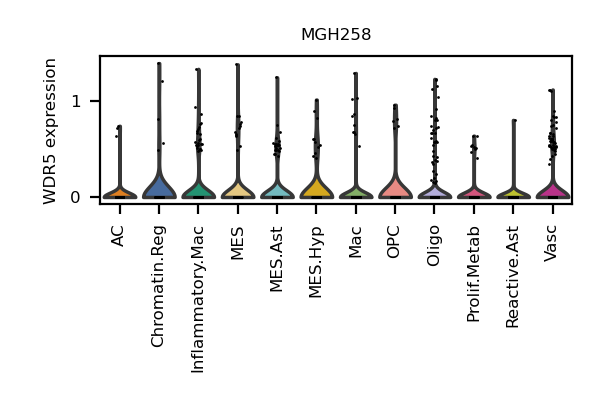 MGH258
WDR5 expression
1
0
AC
Chromatin.Reg
Inflammatory.Mac
MES
MES.Ast
MES.Hyp
Mac
OPC
Oligo
Prolif.Metab
Reactive.Ast
Vasc